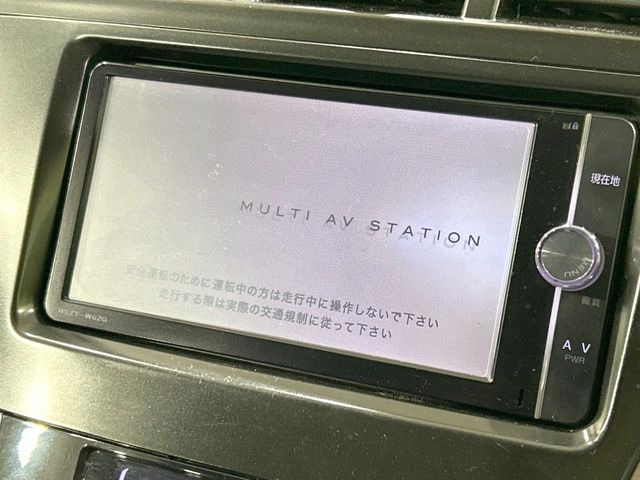 現在地
MULTI AV STATION
MENU
安全運転のために運転中の方は走行中に操作しないで下さい
走行する際は実際の交通規制に従って下さい
画質
NSZT-W62G
AV
PWR